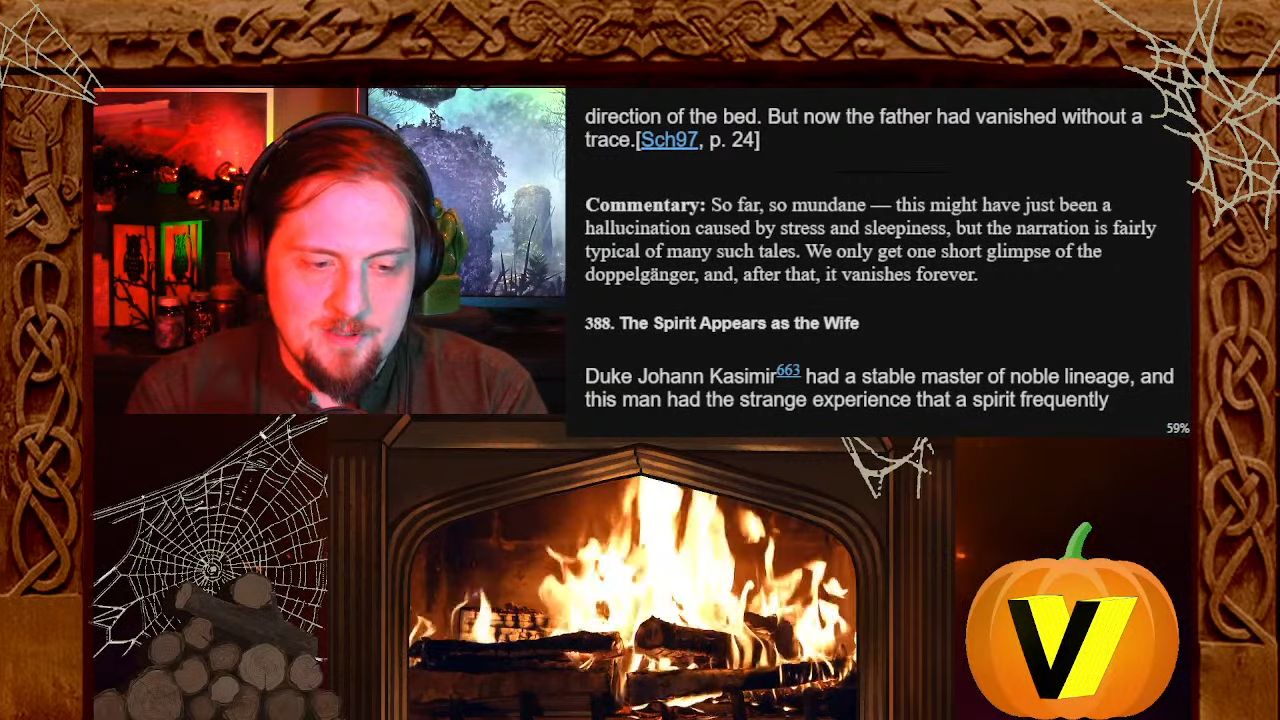 direction of the bed. But now the father had vanished without a
trace.[Sch97, p. 24]
Commentary: So far, so mundane — this might have just been a
hallucination caused by stress and sleepiness, but the narration is fairly
typical of many such tales. We only get one short glimpse of the
doppelgänger, and, after that, it vanishes forever.
388. The Spirit Appears as the Wife
Duke Johann Kasimir663 had a stable master of noble lineage, and
this man had the strange experience that a spirit frequently
59%
V